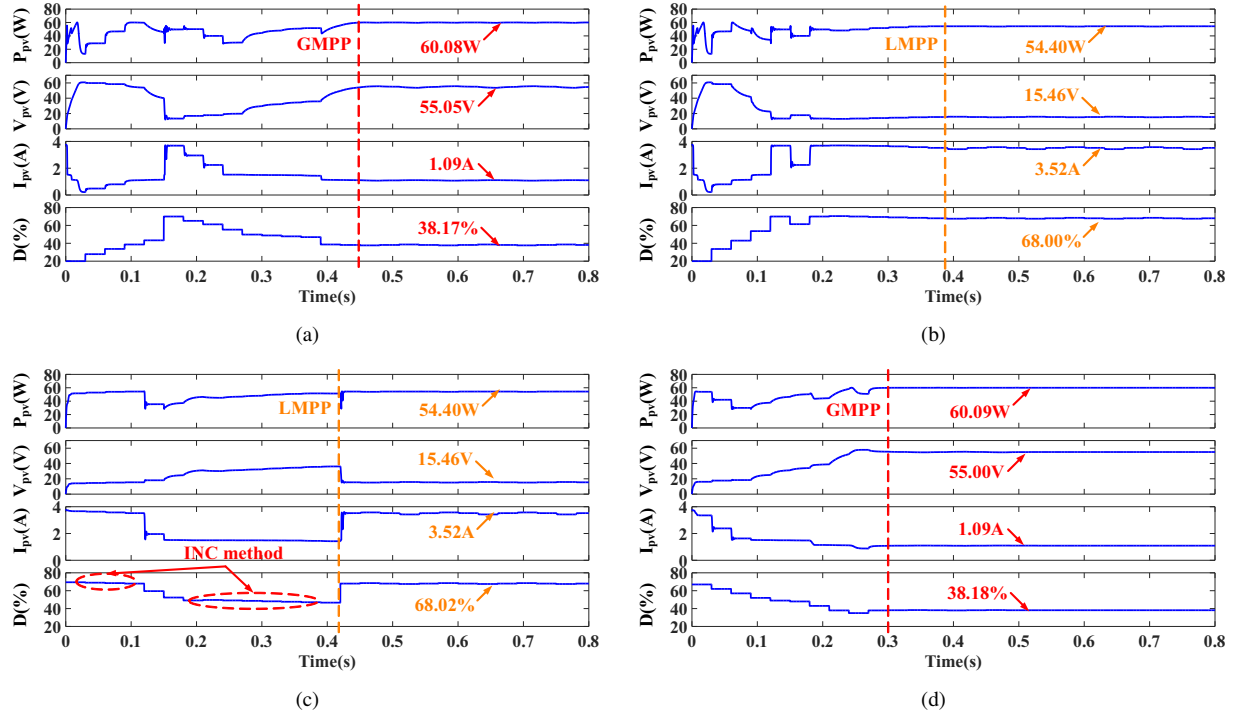 80
60
40
20
0
P_pv(W)
GMPP
60.08W
60
40
20
0
V_pv(V)
55.05V
4
2
0
I_pv(A)
1.09A
80
60
40
20
D(%)
38.17%
0 0.1 0.2 0.3 0.4 0.5 0.6 0.7 0.8
Time(s)
(a)
80
60
40
20
0
P_pv(W)
LMPP
54.40W
60
40
20
0
V_pv(V)
15.46V
4
2
0
I_pv(A)
3.52A
80
60
40
20
D(%)
68.00%
0 0.1 0.2 0.3 0.4 0.5 0.6 0.7 0.8
Time(s)
(b)
80
60
40
20
0
P_pv(W)
LMPP
54.40W
60
40
20
0
V_pv(V)
15.46V
4
2
0
I_pv(A)
3.52A
INC method
80
60
40
20
D(%)
68.02%
0 0.1 0.2 0.3 0.4 0.5 0.6 0.7 0.8
Time(s)
(c)
80
60
40
20
0
P_pv(W)
GMPP
60.09W
60
40
20
0
V_pv(V)
55.00V
4
2
0
I_pv(A)
1.09A
80
60
40
20
D(%)
38.18%
0 0.1 0.2 0.3 0.4 0.5 0.6 0.7 0.8
Time(s)
(d)